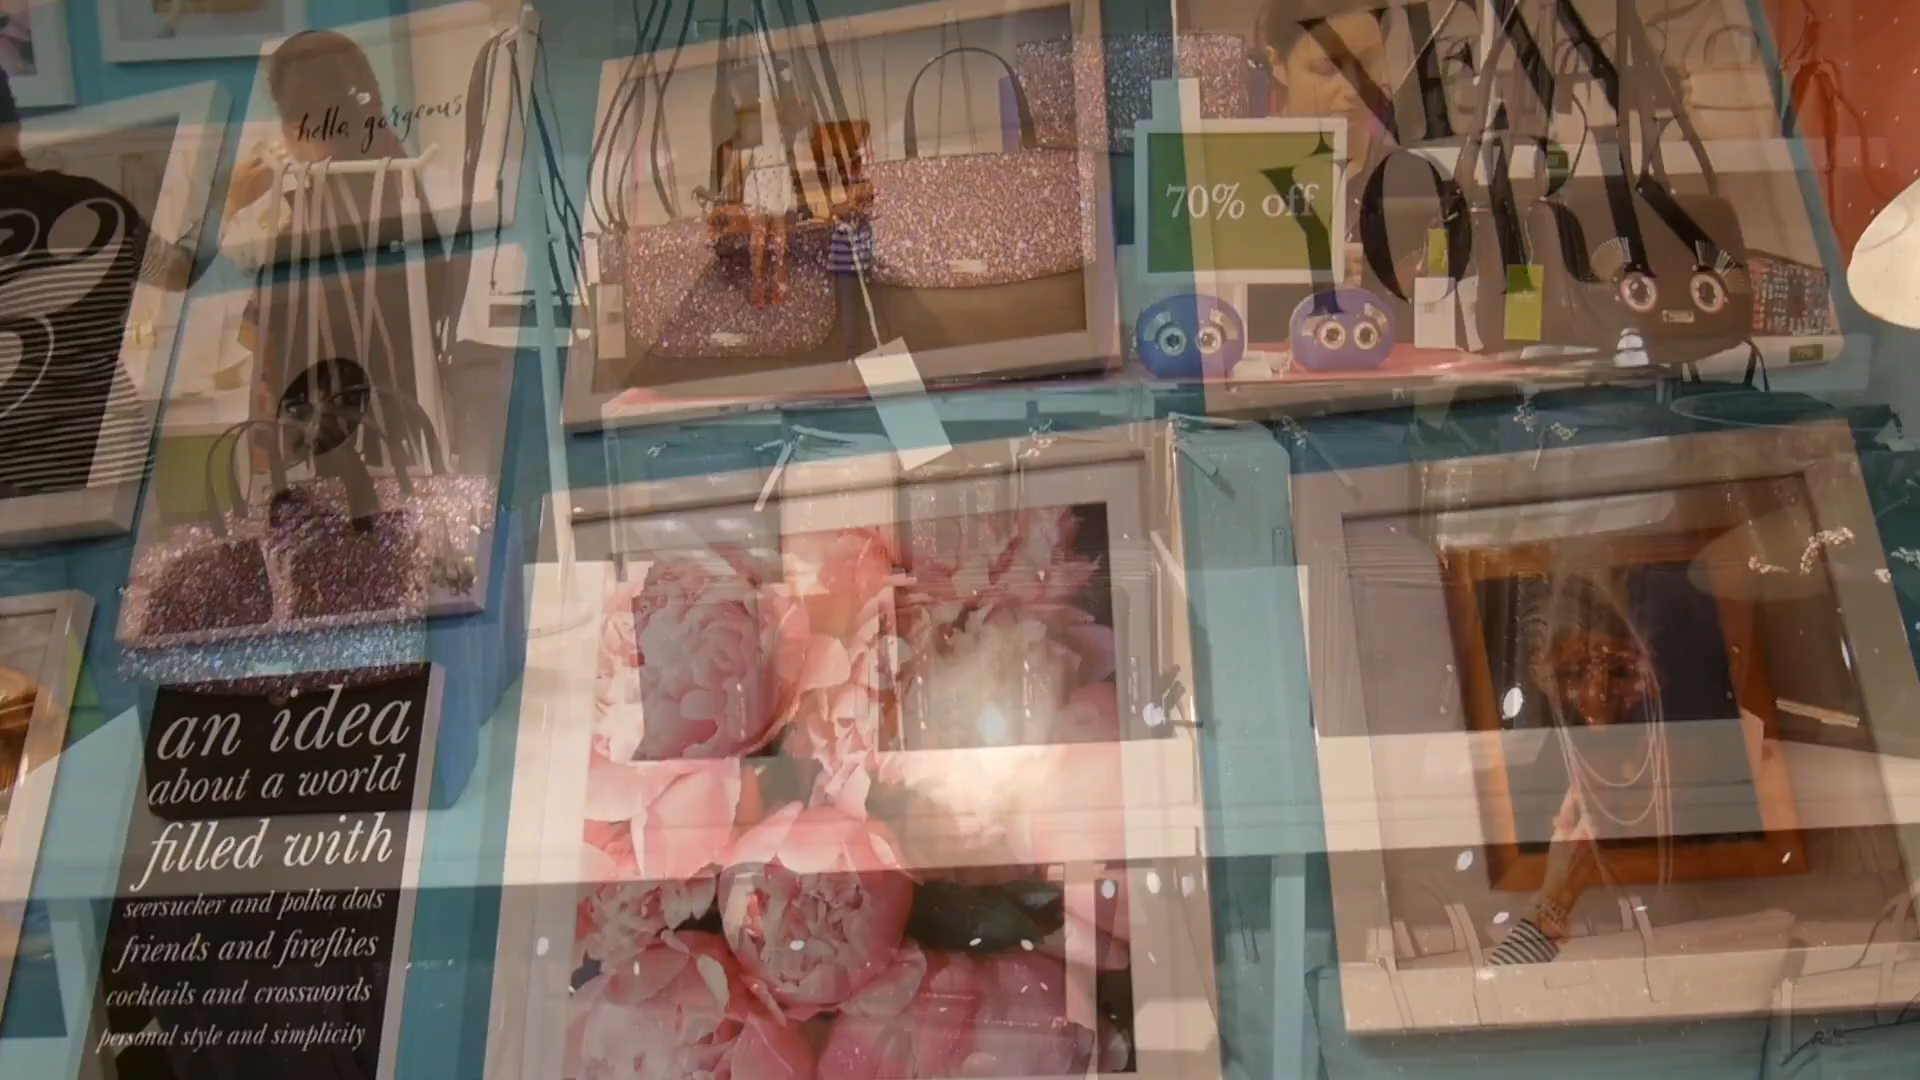 hello, gorgeous
70% off
NEW
YORK
an idea
about a world
filled with
seersucker and polka dots
friends and fireflies
cocktails and crosswords
personal style and simplicity